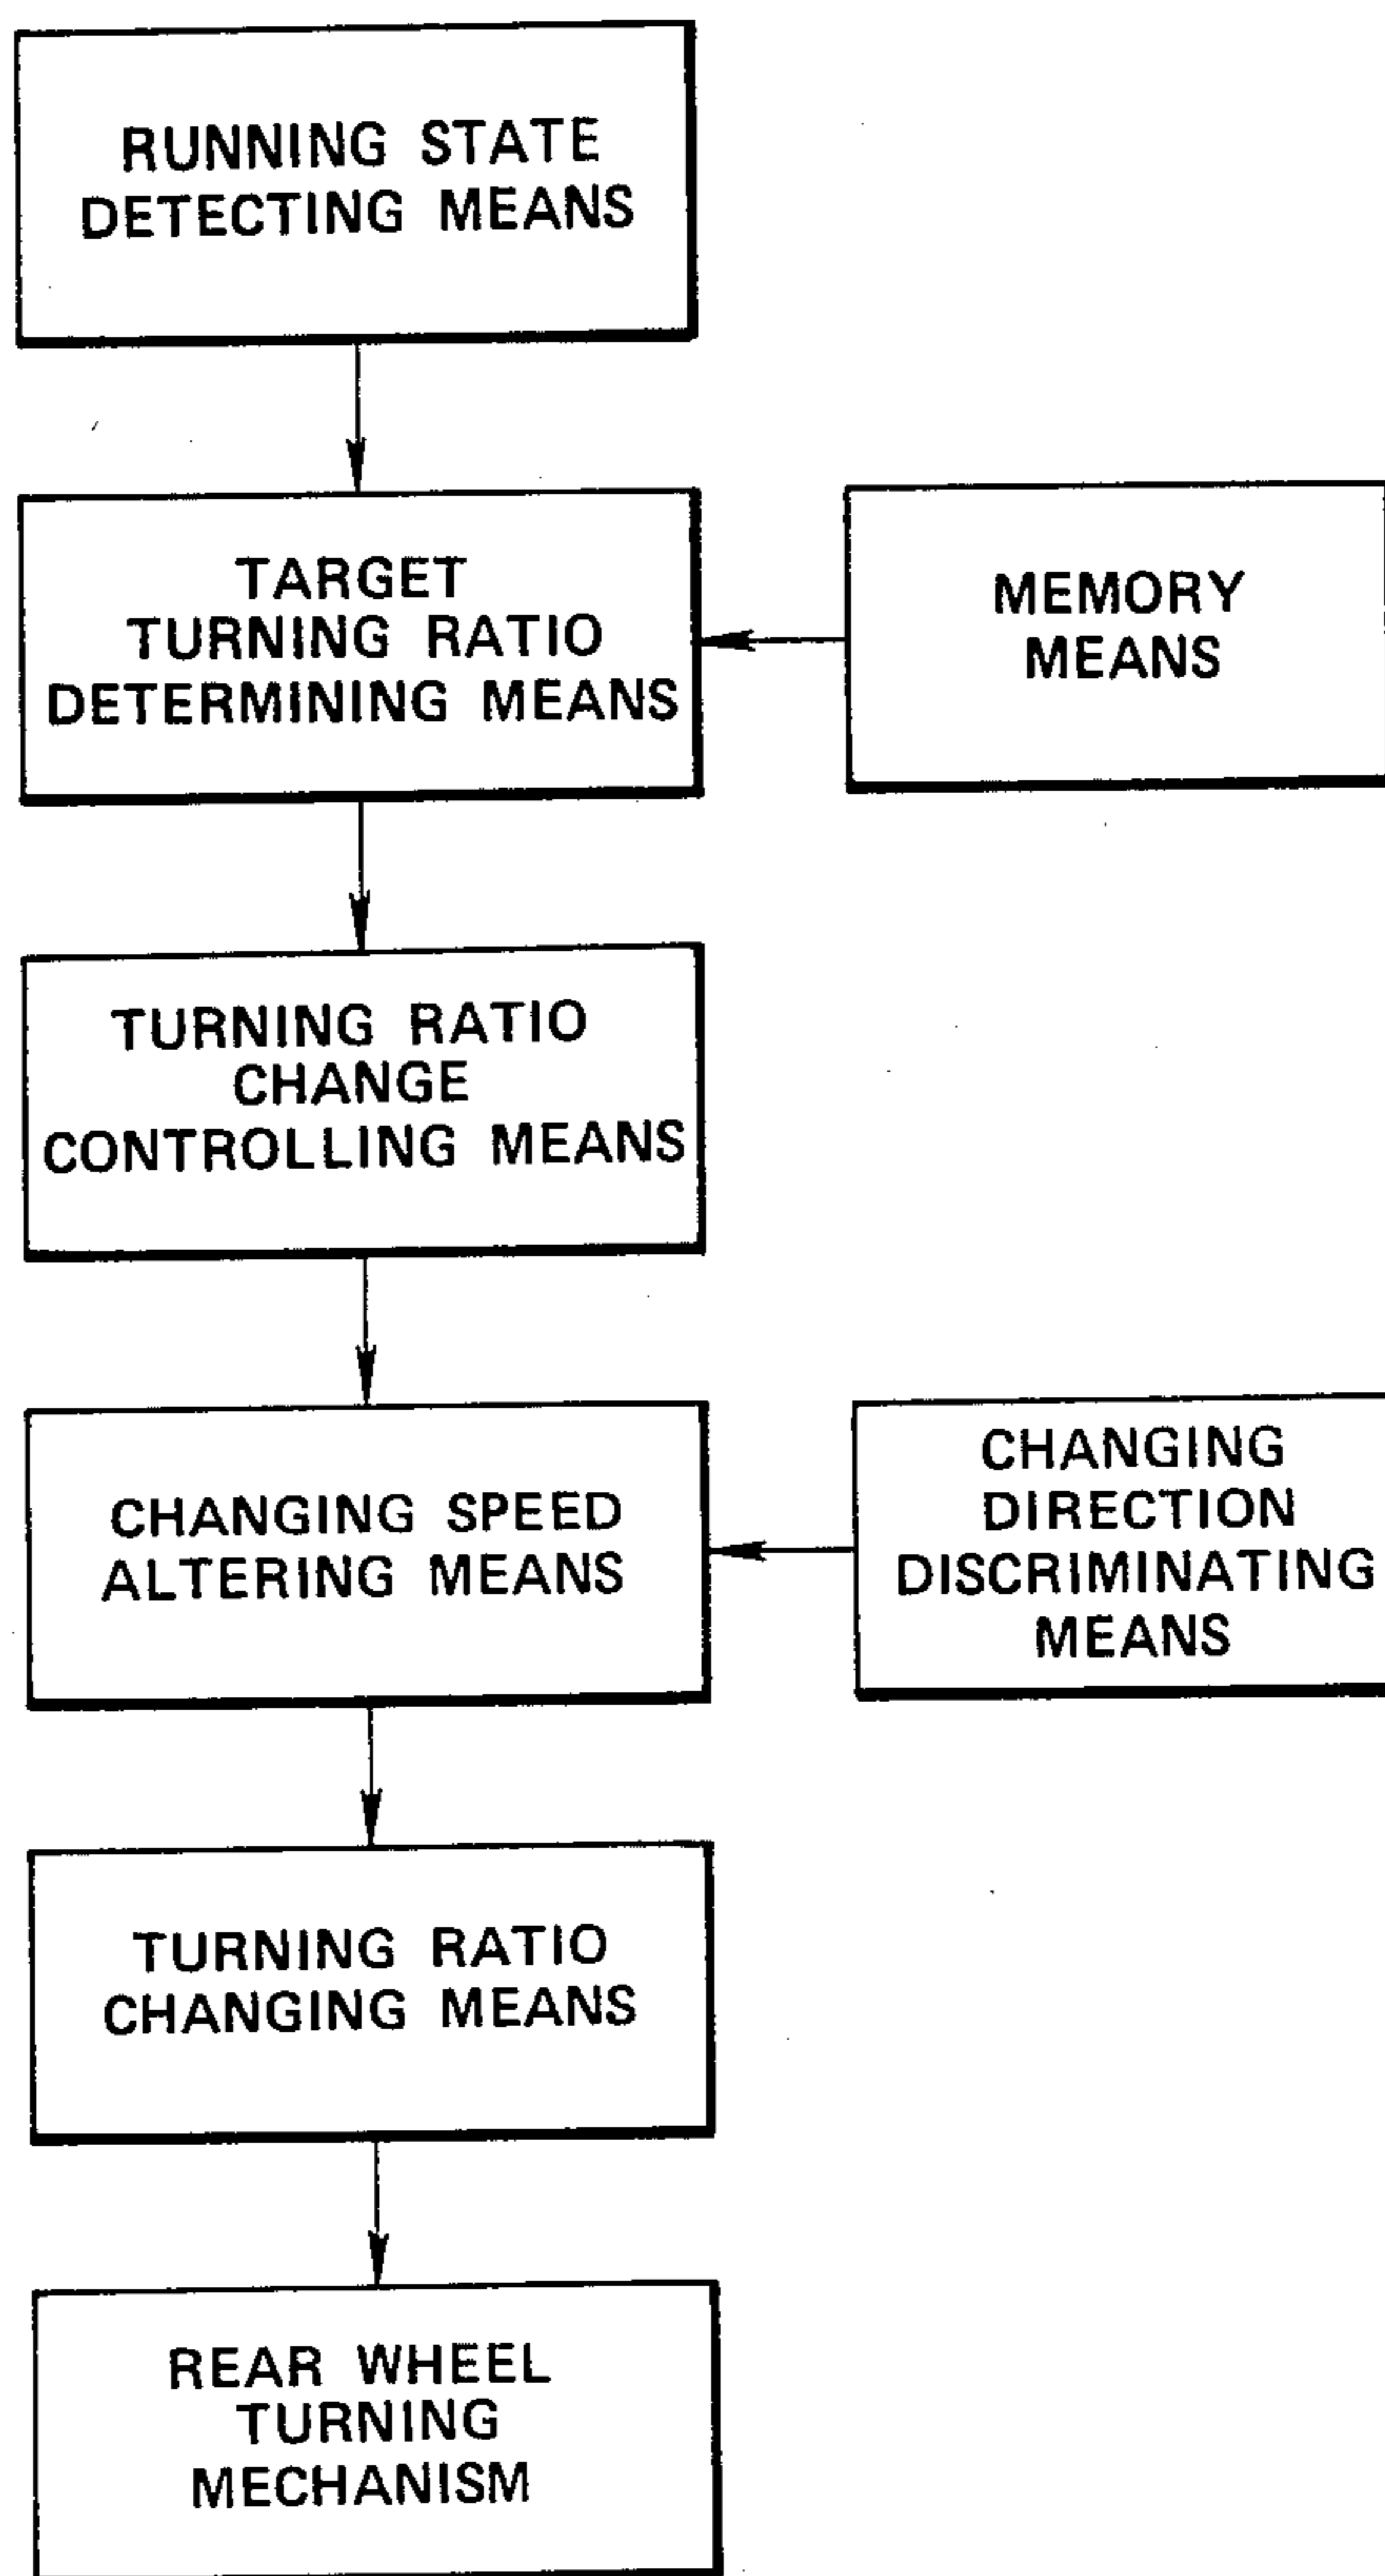 RUNNING STATE
DETECTING MEANS
TARGET
TURNING RATIO
DETERMINING MEANS
MEMORY
MEANS
TURNING RATIO
CHANGE
CONTROLLING MEANS
CHANGING SPEED
ALTERING MEANS
CHANGING
DIRECTION
DISCRIMINATING
MEANS
TURNING RATIO
CHANGING MEANS
REAR WHEEL
TURNING
MECHANISM